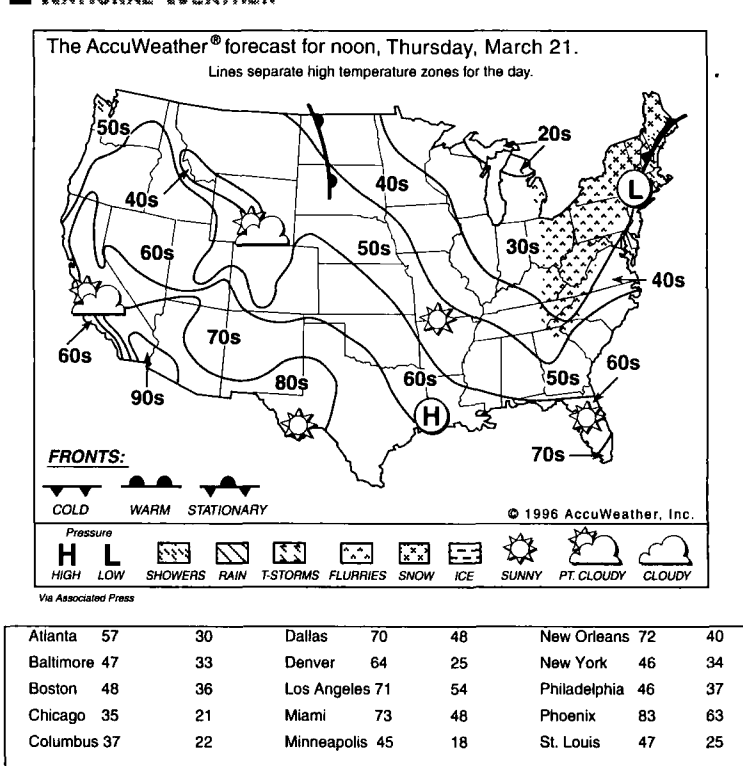 The AccuWeather® forecast for noon, Thursday, March 21.
Lines separate high temperature zones for the day.
50s
20s
40s
40s
60s
50s
30s
40s
70s
60s
80s
60s
50s
60s
90s
70s
L
H
FRONTS:
COLD WARM STATIONARY
© 1996 AccuWeather, Inc.
Pressure
H L
HIGH LOW SHOWERS RAIN T-STORMS FLURRIES SNOW ICE SUNNY PT. CLOUDY CLOUDY
Via Associated Press
Atlanta 57 30 Dallas 70 48 New Orleans 72 40
Baltimore 47 33 Denver 64 25 New York 46 34
Boston 48 36 Los Angeles 71 54 Philadelphia 46 37
Chicago 35 21 Miami 73 48 Phoenix 83 63
Columbus 37 22 Minneapolis 45 18 St. Louis 47 25